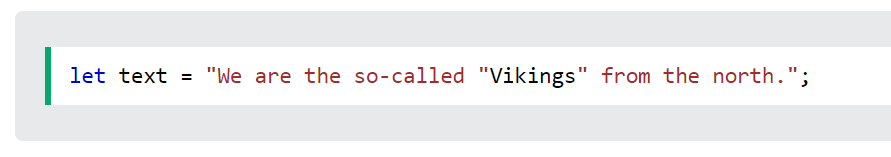 let text = "We are the so-called "Vikings" from the north.";